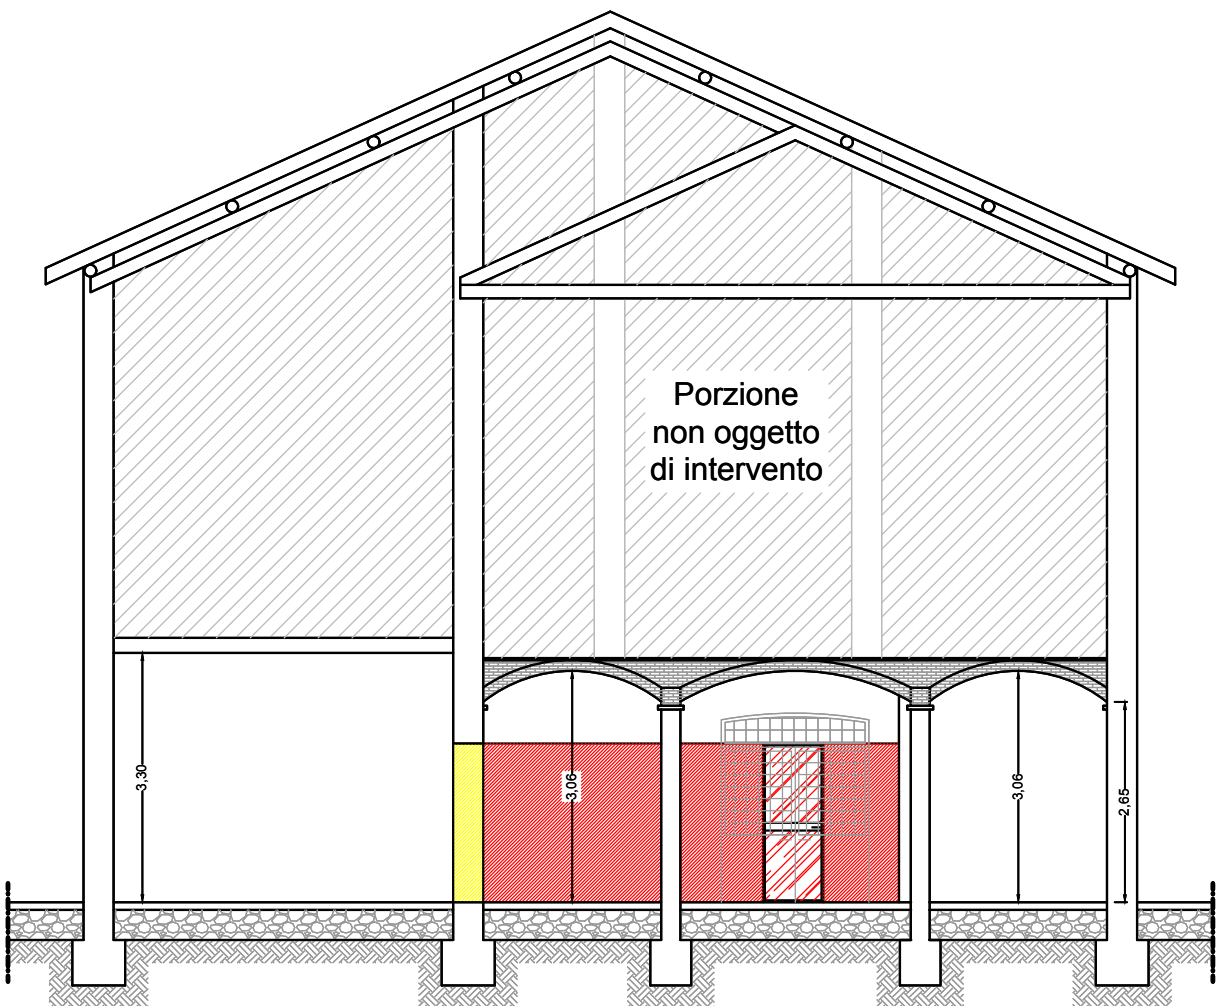 Porzione
non oggetto
di intervento
3,30
3,06
3,06
2,65